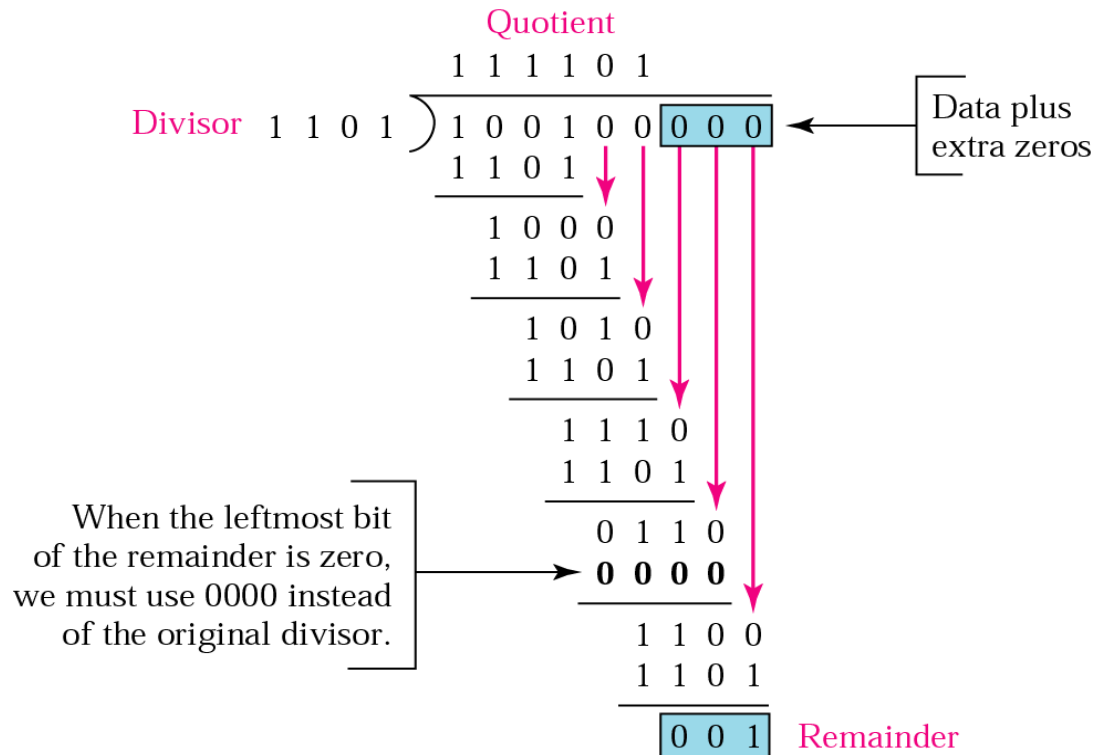 Quotient
1 1 1 1 0 1
Divisor 1 1 0 1 1 0 0 1 0 0 0 0 0
Data plus
extra zeros
1 1 0 1
1 0 0 0
1 1 0 1
1 0 1 0
1 1 0 1
1 1 1 0
1 1 0 1
When the leftmost bit
of the remainder is zero,
we must use 0000 instead
of the original divisor.
0 1 1 0
0 0 0 0
1 1 0 0
1 1 0 1
0 0 1 Remainder